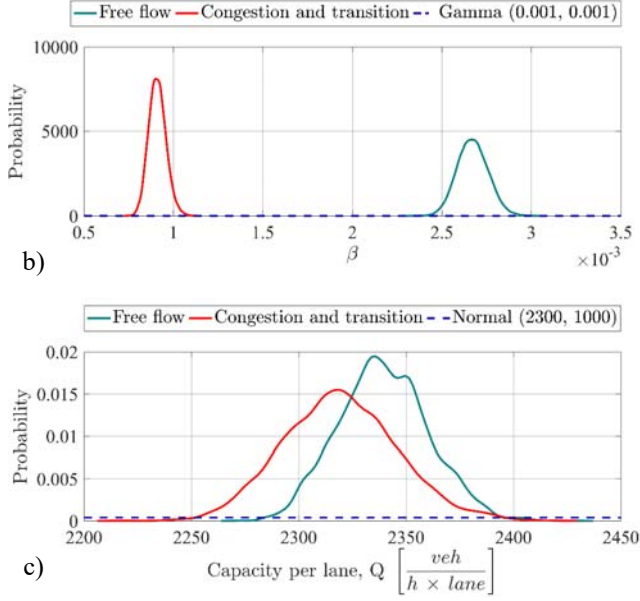 Free flow Congestion and transition Gamma (0.001, 0.001)
10000
5000
0
Probability
0.5 1 1.5 2 2.5 3 3.5
β
×10⁻³
b)
Free flow Congestion and transition Normal (2300, 1000)
0.02
0.015
0.01
0.005
0
Probability
2200 2250 2300 2350 2400 2450
Capacity per lane, Q [veh / h × lane]
c)